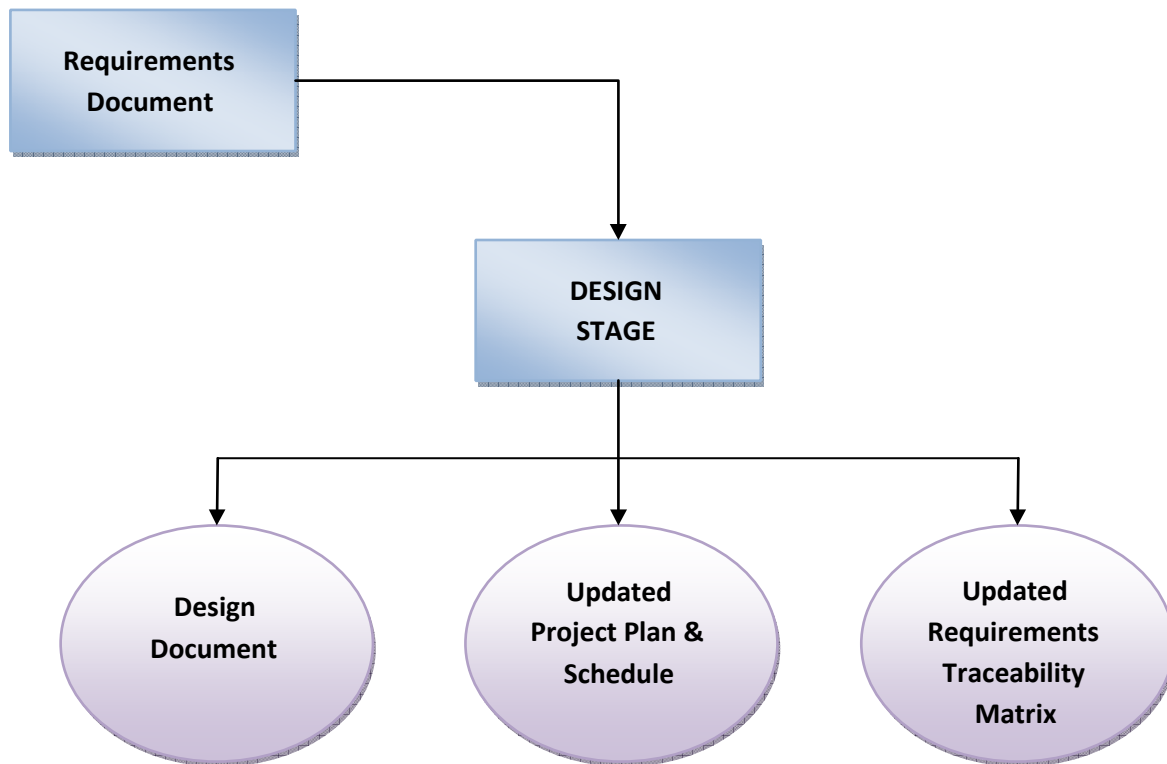 Requirements
Document
DESIGN
STAGE
Design
Document
Updated
Project Plan &
Schedule
Updated
Requirements
Traceability
Matrix